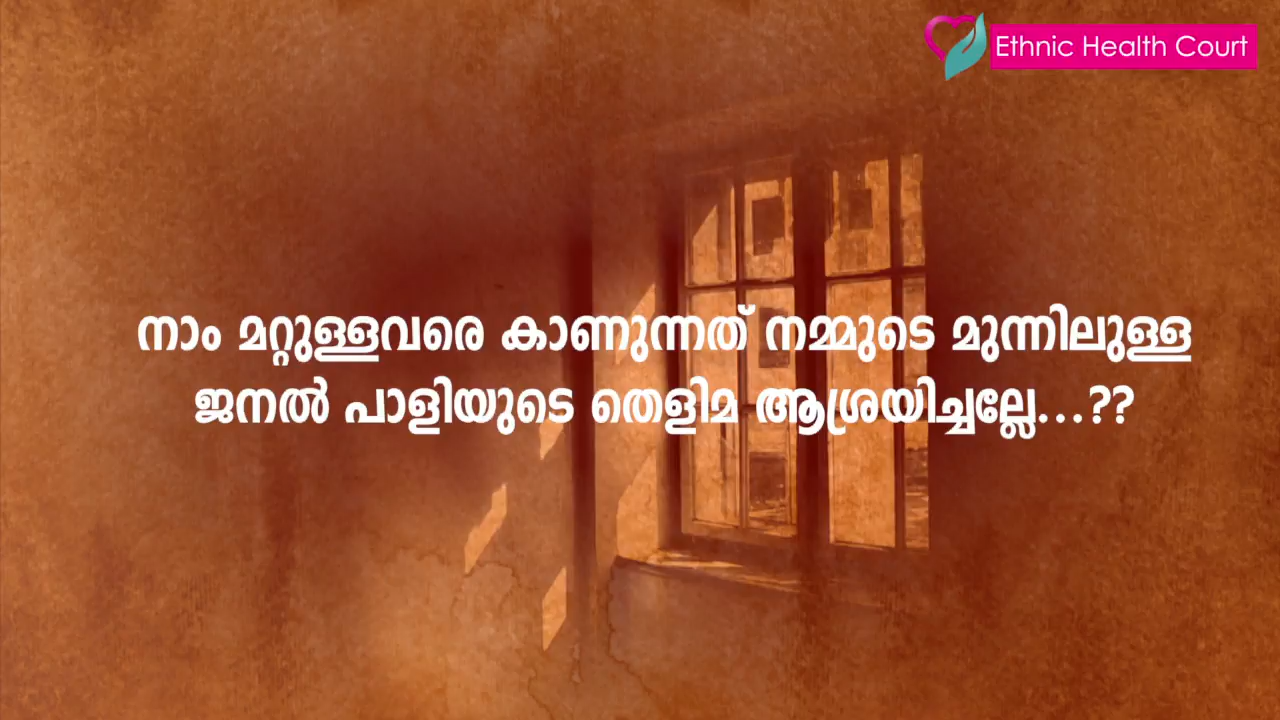 Ethnic Health Court
നാം മറ്റുള്ളവരെ കാണുന്നത് നമ്മുടെ മുന്നിലുള്ള
ജനൽ പാളിയുടെ തെളിമ ആശ്രയിച്ചല്ലേ...??